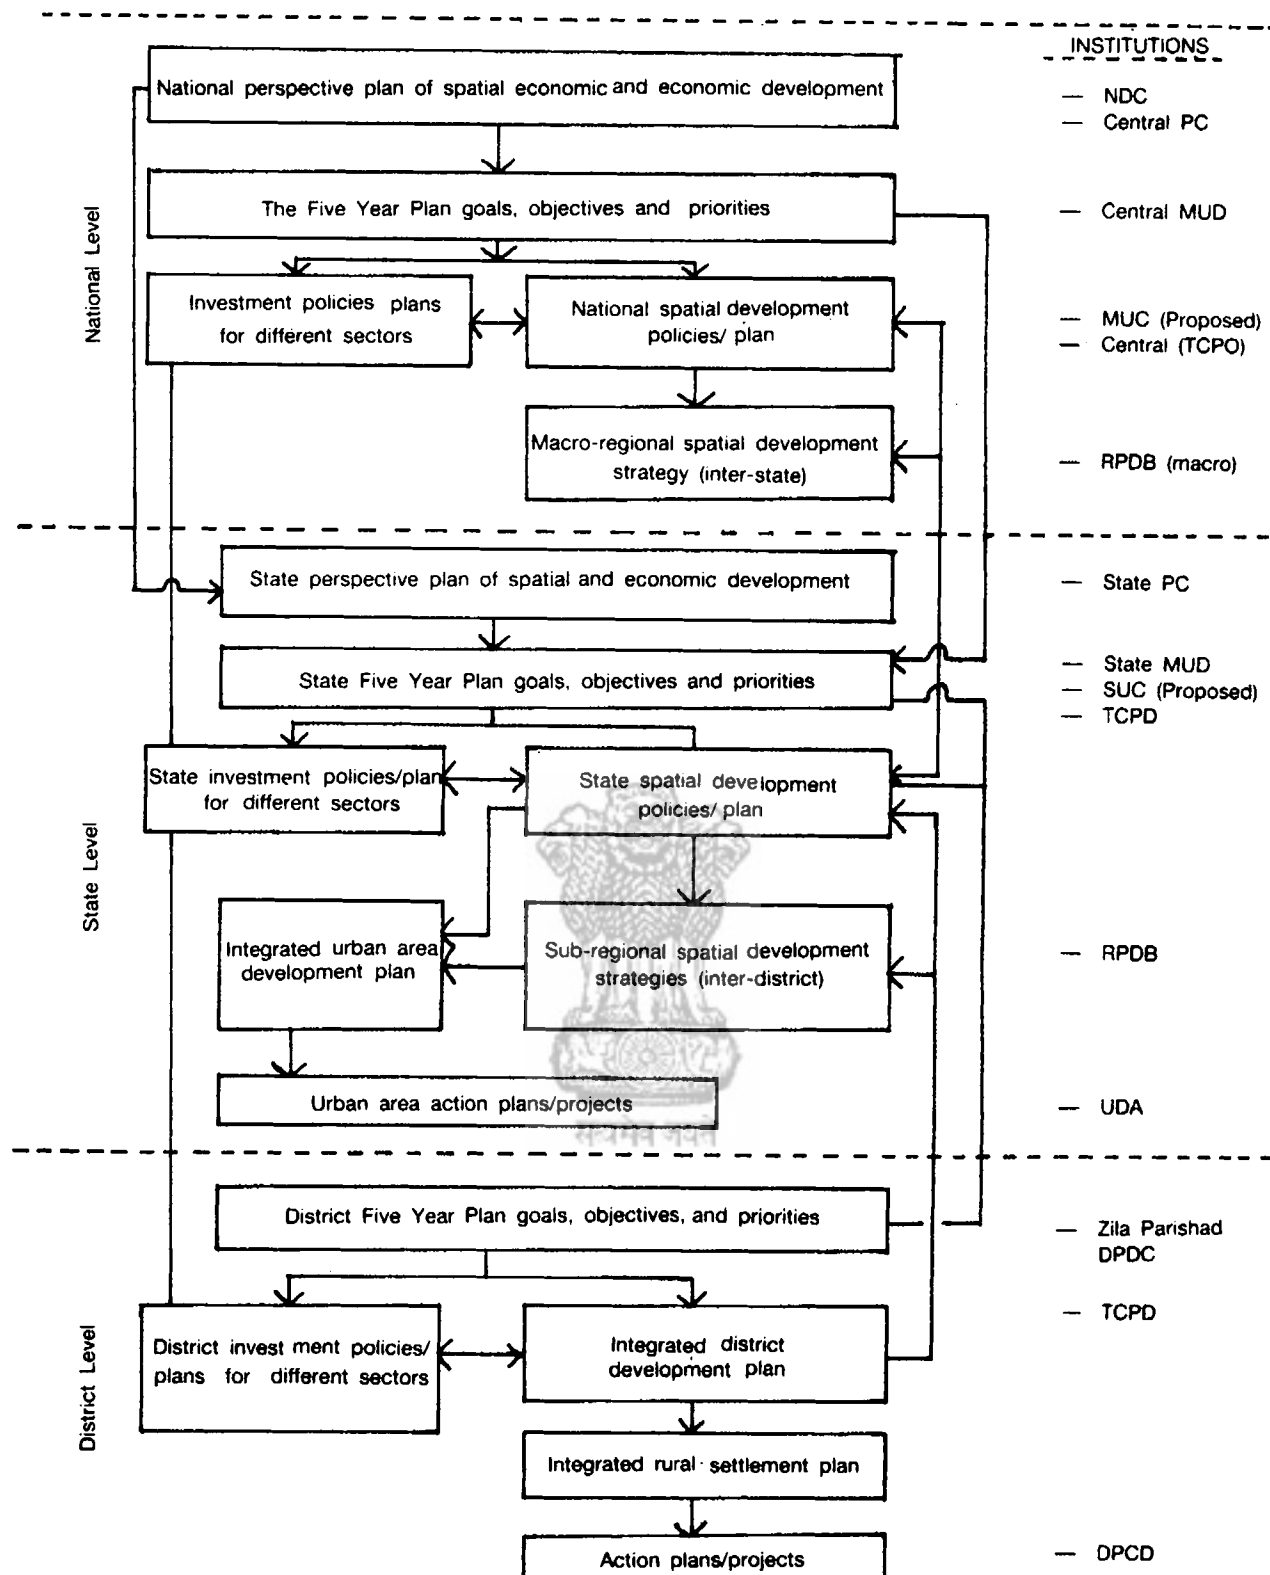 INSTITUTIONS
National perspective plan of spatial economic and economic development
— NDC
— Central PC
National Level
The Five Year Plan goals, objectives and priorities
— Central MUD
Investment policies plans
for different sectors
National spatial development
policies/ plan
— MUC (Proposed)
— Central (TCPO)
Macro-regional spatial development
strategy (inter-state)
— RPDB (macro)
State Level
State perspective plan of spatial and economic development
— State PC
State Five Year Plan goals, objectives and priorities
— State MUD
— SUC (Proposed)
— TCPD
State investment policies/plan
for different sectors
State spatial development
policies/ plan
Integrated urban area
development plan
Sub-regional spatial development
strategies (inter-district)
— RPDB
Urban area action plans/projects
— UDA
सत्यमेव जयते
District Level
District Five Year Plan goals, objectives, and priorities
— Zila Parishad
DPDC
— TCPD
District invest ment policies/
plans for different sectors
Integrated district
development plan
Integrated rural settlement plan
Action plans/projects
— DPCD